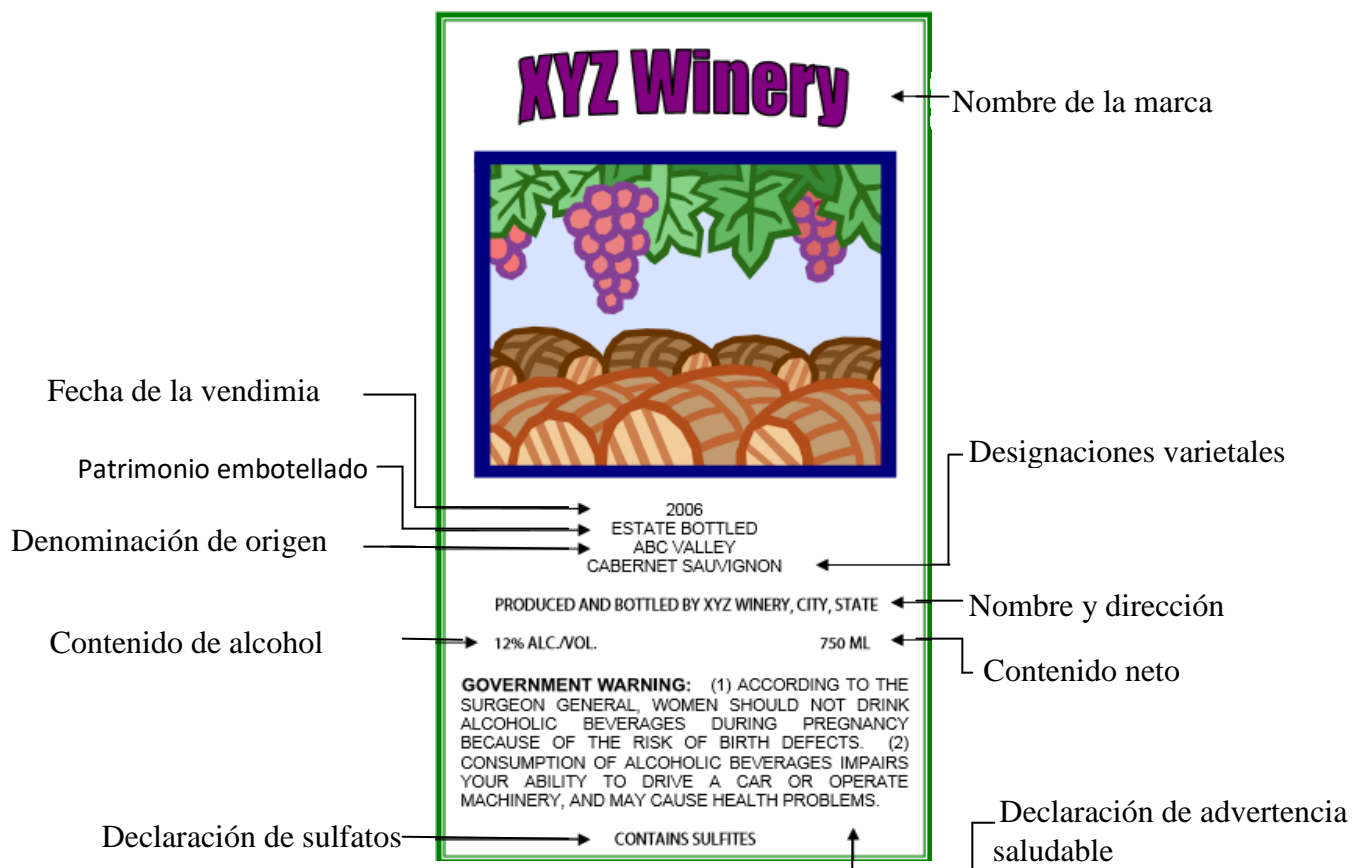 XYZ Winery
Nombre de la marca
Fecha de la vendimia
Patrimonio embotellado
Designaciones varietales
2006
ESTATE BOTTLED
Denominación de origen
ABC VALLEY
CABERNET SAUVIGNON
PRODUCED AND BOTTLED BY XYZ WINERY, CITY, STATE
Nombre y dirección
Contenido de alcohol
12% ALC./VOL.
750 ML
Contenido neto
GOVERNMENT WARNING: (1) ACCORDING TO THE
SURGEON GENERAL, WOMEN SHOULD NOT DRINK
ALCOHOLIC BEVERAGES DURING PREGNANCY
BECAUSE OF THE RISK OF BIRTH DEFECTS. (2)
CONSUMPTION OF ALCOHOLIC BEVERAGES IMPAIRS
YOUR ABILITY TO DRIVE A CAR OR OPERATE
MACHINERY, AND MAY CAUSE HEALTH PROBLEMS.
Declaración de sulfatos
CONTAINS SULFITES
Declaración de advertencia
saludable